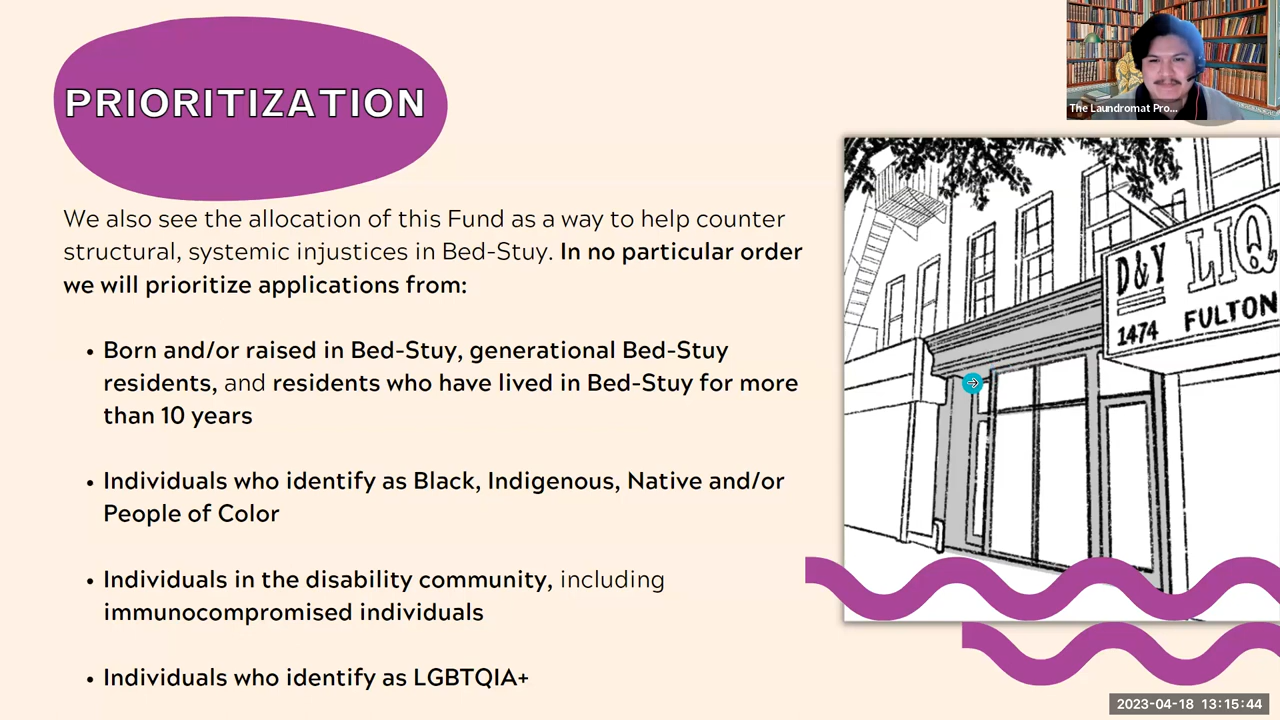 PRIORITIZATION
The Laundromat Pro...
We also see the allocation of this Fund as a way to help counter
structural, systemic injustices in Bed-Stuy. In no particular order
we will prioritize applications from:
• Born and/or raised in Bed-Stuy, generational Bed-Stuy
residents, and residents who have lived in Bed-Stuy for more
than 10 years
• Individuals who identify as Black, Indigenous, Native and/or
People of Color
• Individuals in the disability community, including
immunocompromised individuals
• Individuals who identify as LGBTQIA+
D&Y LIQ
1474 FULTON
2023-04-18 13:15:44